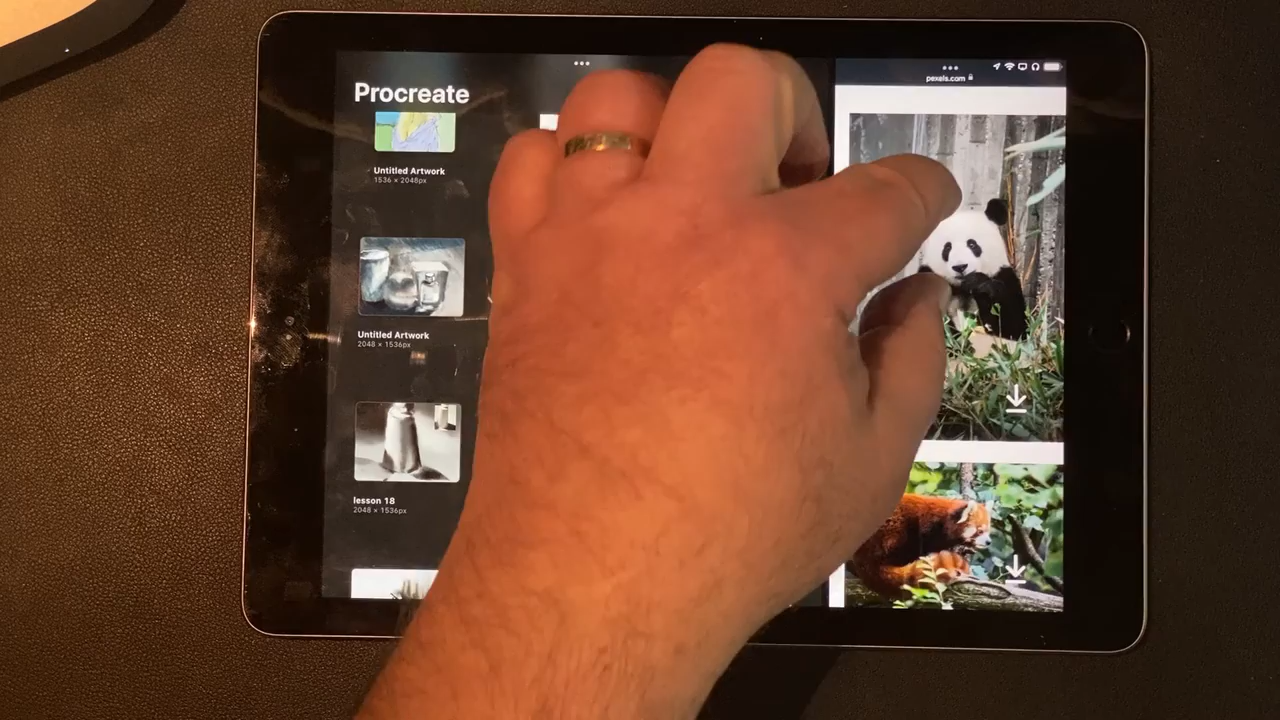 Procreate
Untitled Artwork
1536 × 2048px
Untitled Artwork
2048 × 1536px
lesson 18
2048 × 1536px
pexels.com